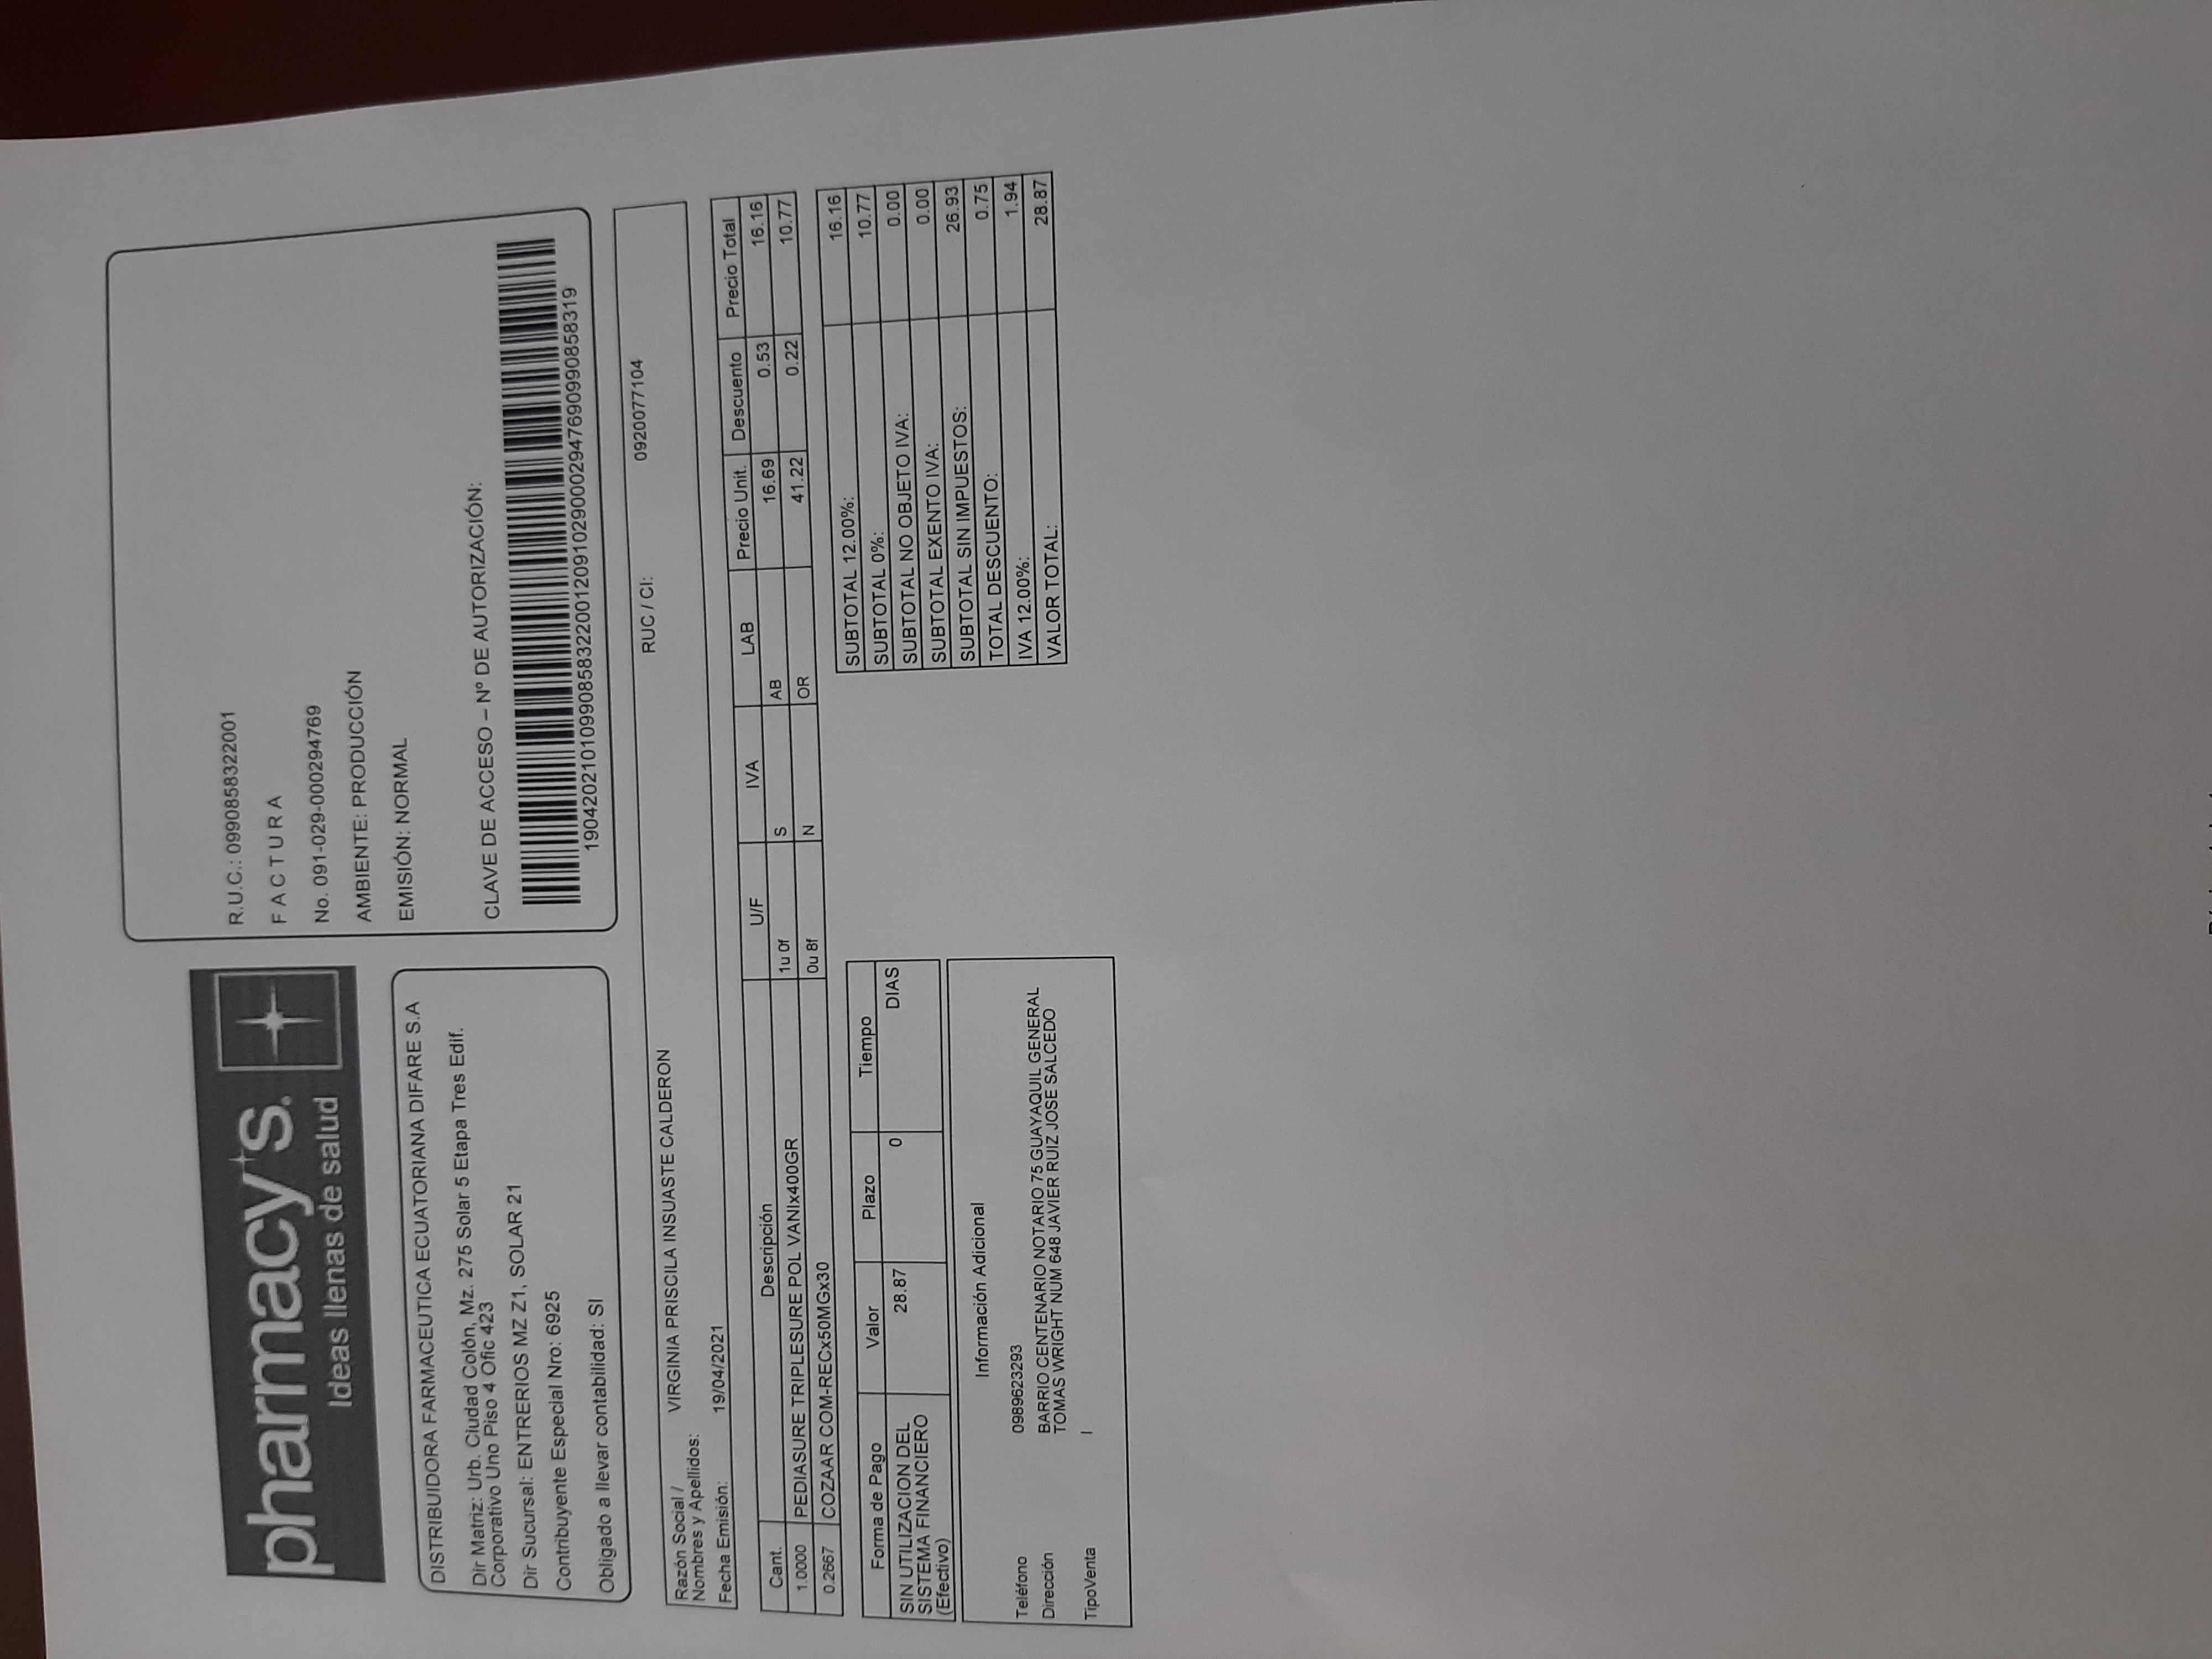 pharmacy's.
Ideas llenas de salud
R.U.C.: 0990858322001
FACTURA
No. 091-029-000294769
AMBIENTE: PRODUCCIÓN
EMISIÓN: NORMAL
CLAVE DE ACCESO – Nº DE AUTORIZACIÓN:
1904202101099085832200120910290002947690990858319
DISTRIBUIDORA FARMACEUTICA ECUATORIANA DIFARE S.A
Dir Matriz: Urb. Ciudad Colón, Mz. 275 Solar 5 Etapa Tres Edif.
Corporativo Uno Piso 4 Ofic 423
Dir Sucursal: ENTRERIOS MZ Z1, SOLAR 21
Contribuyente Especial Nro: 6925
Obligado a llevar contabilidad: SI
Razón Social / VIRGINIA PRISCILA INSUASTE CALDERON RUC / CI: 0920077104
Nombres y Apellidos:
Fecha Emisión: 19/04/2021
Cant. Descripción U/F IVA LAB Precio Unit. Descuento Precio Total
1.0000 PEDIASURE TRIPLESURE POL VANIx400GR 1u 0f S AB 16.69 0.53 16.16
0.2667 COZAAR COM-RECx50MGx30 0u 8f N OR 41.22 0.22 10.77
Forma de Pago Valor Plazo Tiempo
SIN UTILIZACION DEL 28.87 0 DIAS
SISTEMA FINANCIERO
(Efectivo)
Información Adicional
Teléfono 0989623293
Dirección BARRIO CENTENARIO NOTARIO 75 GUAYAQUIL GENERAL
TOMAS WRIGHT NUM 648 JAVIER RUIZ JOSE SALCEDO
TipoVenta I
SUBTOTAL 12.00%: 16.16
SUBTOTAL 0%: 10.77
SUBTOTAL NO OBJETO IVA: 0.00
SUBTOTAL EXENTO IVA: 0.00
SUBTOTAL SIN IMPUESTOS: 26.93
TOTAL DESCUENTO: 0.75
IVA 12.00%: 1.94
VALOR TOTAL: 28.87